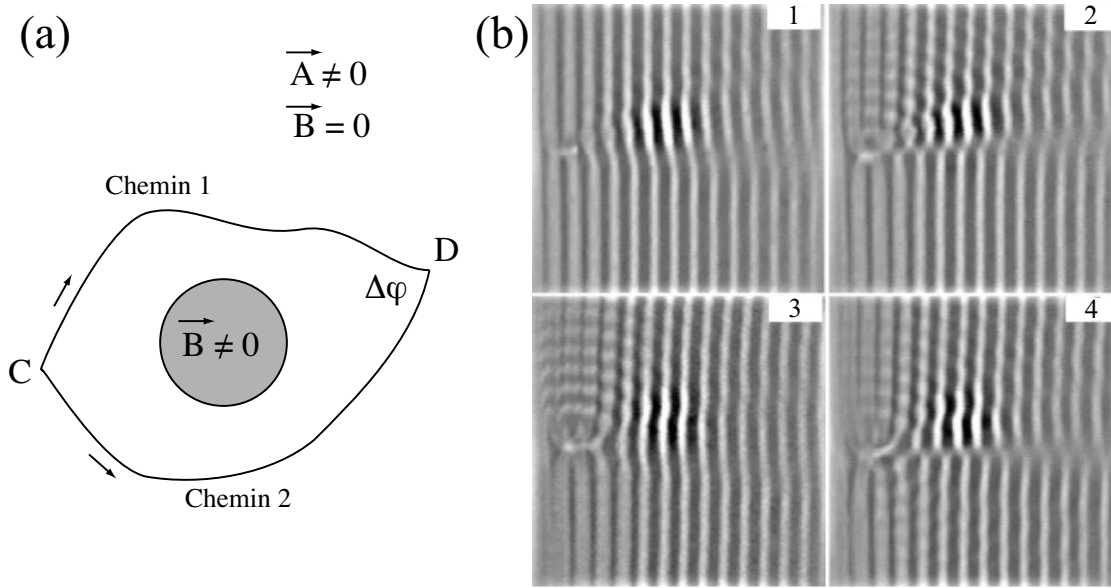 (a)
A ≠ 0
B = 0
Chemin 1
D
Δφ
B ≠ 0
C
Chemin 2
(b)
1
2
3
4